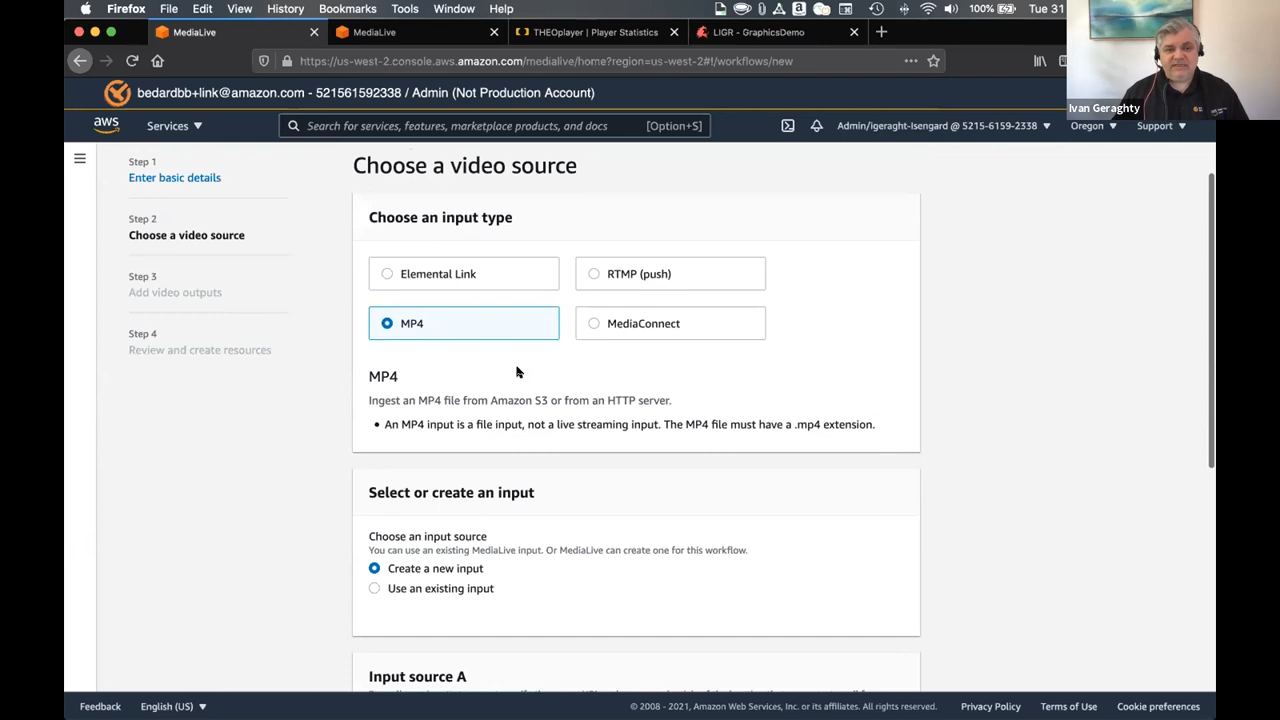 Firefox File Edit View History Bookmarks Tools Window Help 100% Tue 31
MediaLive
MediaLive
THEOplayer | Player Statistics
LIGR - GraphicsDemo
https://us-west-2.console.aws.amazon.com/medialive/home?region=us-west-2#!/workflows/new
Ivan Geraghty
bedardbb+link@amazon.com - 521561592338 / Admin (Not Production Account)
aws Services Search for services, features, marketplace products, and docs [Option+S] Admin/igeraght-Isengard @ 5215-6159-2338 Oregon Support
Step 1
Enter basic details
Step 2
Choose a video source
Step 3
Add video outputs
Step 4
Review and create resources
Choose a video source
Choose an input type
Elemental Link
RTMP (push)
MP4
MediaConnect
MP4
Ingest an MP4 file from Amazon S3 or from an HTTP server.
• An MP4 input is a file input, not a live streaming input. The MP4 file must have a .mp4 extension.
Select or create an input
Choose an input source
You can use an existing MediaLive input. Or MediaLive can create one for this workflow.
Create a new input
Use an existing input
Input source A
Feedback English (US) © 2008 - 2021, Amazon Web Services, Inc. or its affiliates. All rights reserved. Privacy Policy Terms of Use Cookie preferences